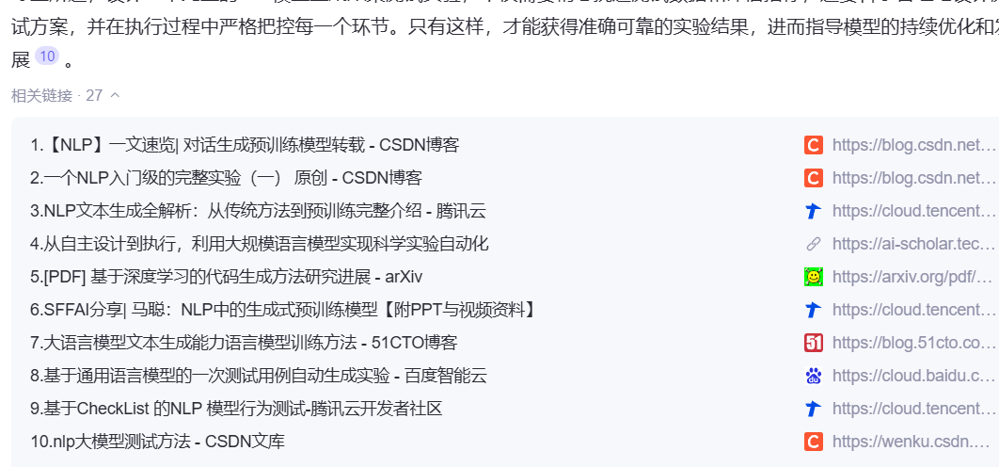 试方案，并在执行过程中严格把控每一个环节。只有这样，才能获得准确可靠的实验结果，进而指导模型的持续优化和
展 10 。
相关链接 · 27
1.【NLP】一文速览| 对话生成预训练模型转载 - CSDN博客 https://blog.csdn.net...
2.一个NLP入门级的完整实验（一） 原创 - CSDN博客 https://blog.csdn.net...
3.NLP文本生成全解析：从传统方法到预训练完整介绍 - 腾讯云 https://cloud.tencent...
4.从自主设计到执行，利用大规模语言模型实现科学实验自动化 https://ai-scholar.tec...
5.[PDF] 基于深度学习的代码生成方法研究进展 - arXiv https://arxiv.org/pdf/...
6.SFFAI分享| 马聪：NLP中的生成式预训练模型【附PPT与视频资料】 https://cloud.tencent...
7.大语言模型文本生成能力语言模型训练方法 - 51CTO博客 51 https://blog.51cto.co...
8.基于通用语言模型的一次测试用例自动生成实验 - 百度智能云 https://cloud.baidu.c...
9.基于CheckList 的NLP 模型行为测试-腾讯云开发者社区 https://cloud.tencent...
10.nlp大模型测试方法 - CSDN文库 https://wenku.csdn....